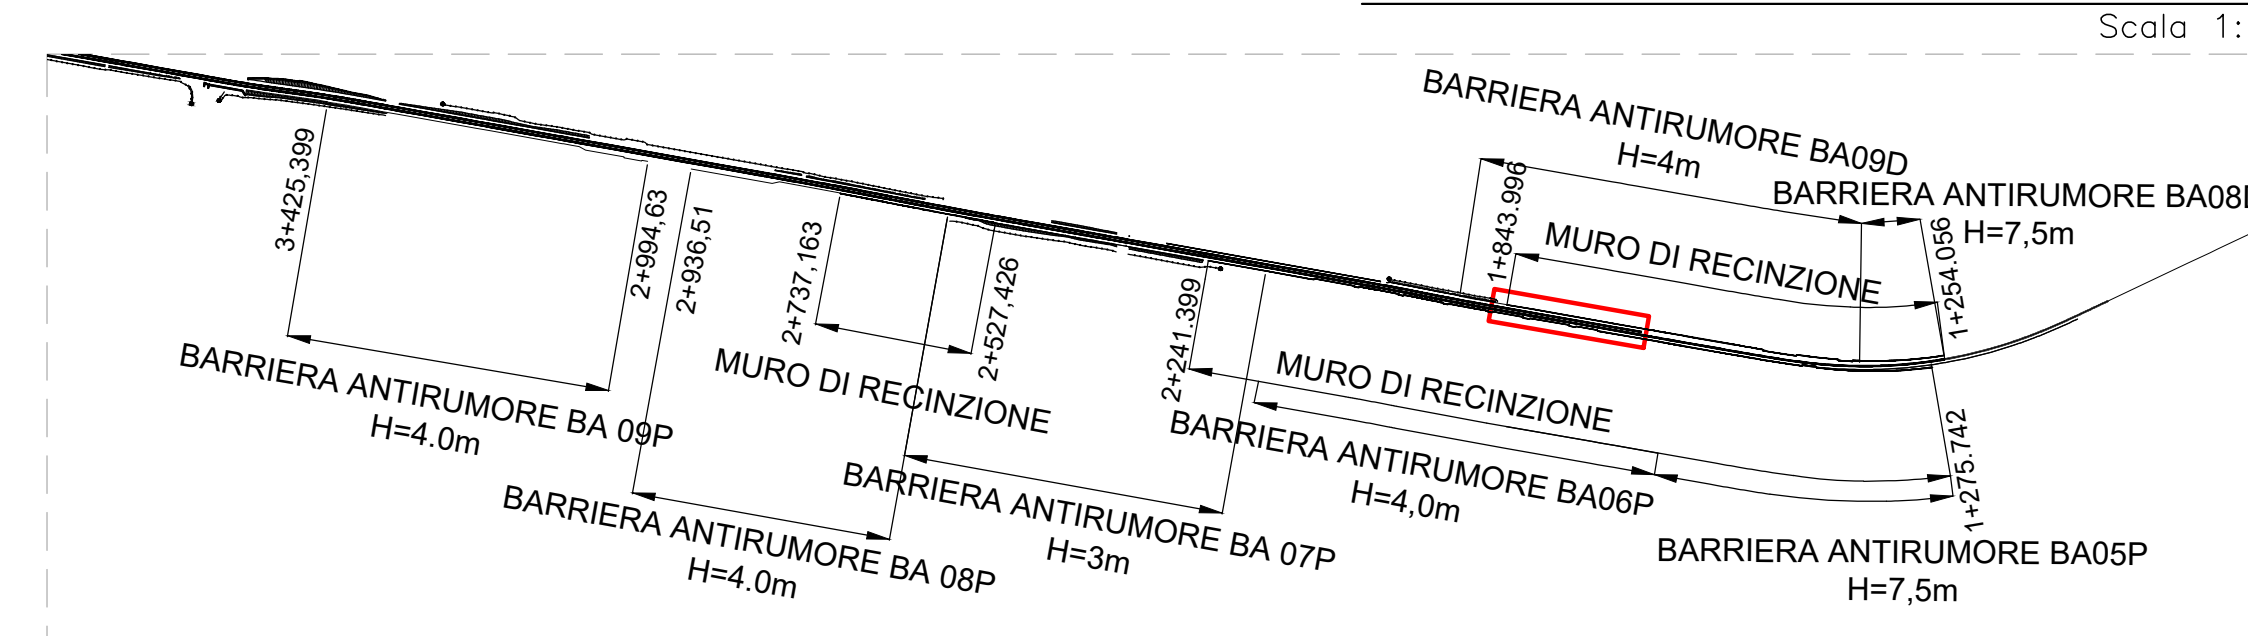 Scala 1:
BARRIERA ANTIRUMORE BA09D
H=4m
BARRIERA ANTIRUMORE BA08
H=7,5m
1+843.996
MURO DI RECINZIONE
1+254.056
3+425,399
2+994,63
2+936,51
2+737,163
2+527,426
2+241.399
MURO DI RECINZIONE
MURO DI RECINZIONE
BARRIERA ANTIRUMORE BA 09P
H=4.0m
BARRIERA ANTIRUMORE BA 08P
H=4.0m
BARRIERA ANTIRUMORE BA 07P
H=3m
BARRIERA ANTIRUMORE BA06P
H=4,0m
1+275.742
BARRIERA ANTIRUMORE BA05P
H=7,5m